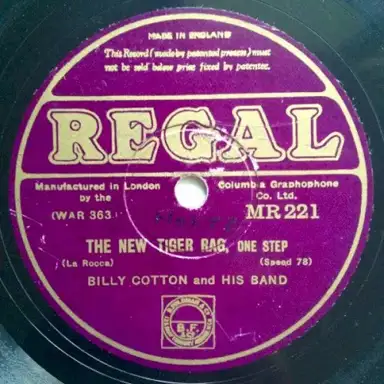 MADE IN ENGLAND
This Record (made by patented process) must
not be sold below price fixed by patentee.
REGAL
Manufactured in London
by the
Columbia Graphophone
Co. Ltd.
(WAR 363)
MR 221
THE NEW TIGER RAG, ONE STEP
(La Rocca)
(Speed 78)
BILLY COTTON and HIS BAND
B.F.